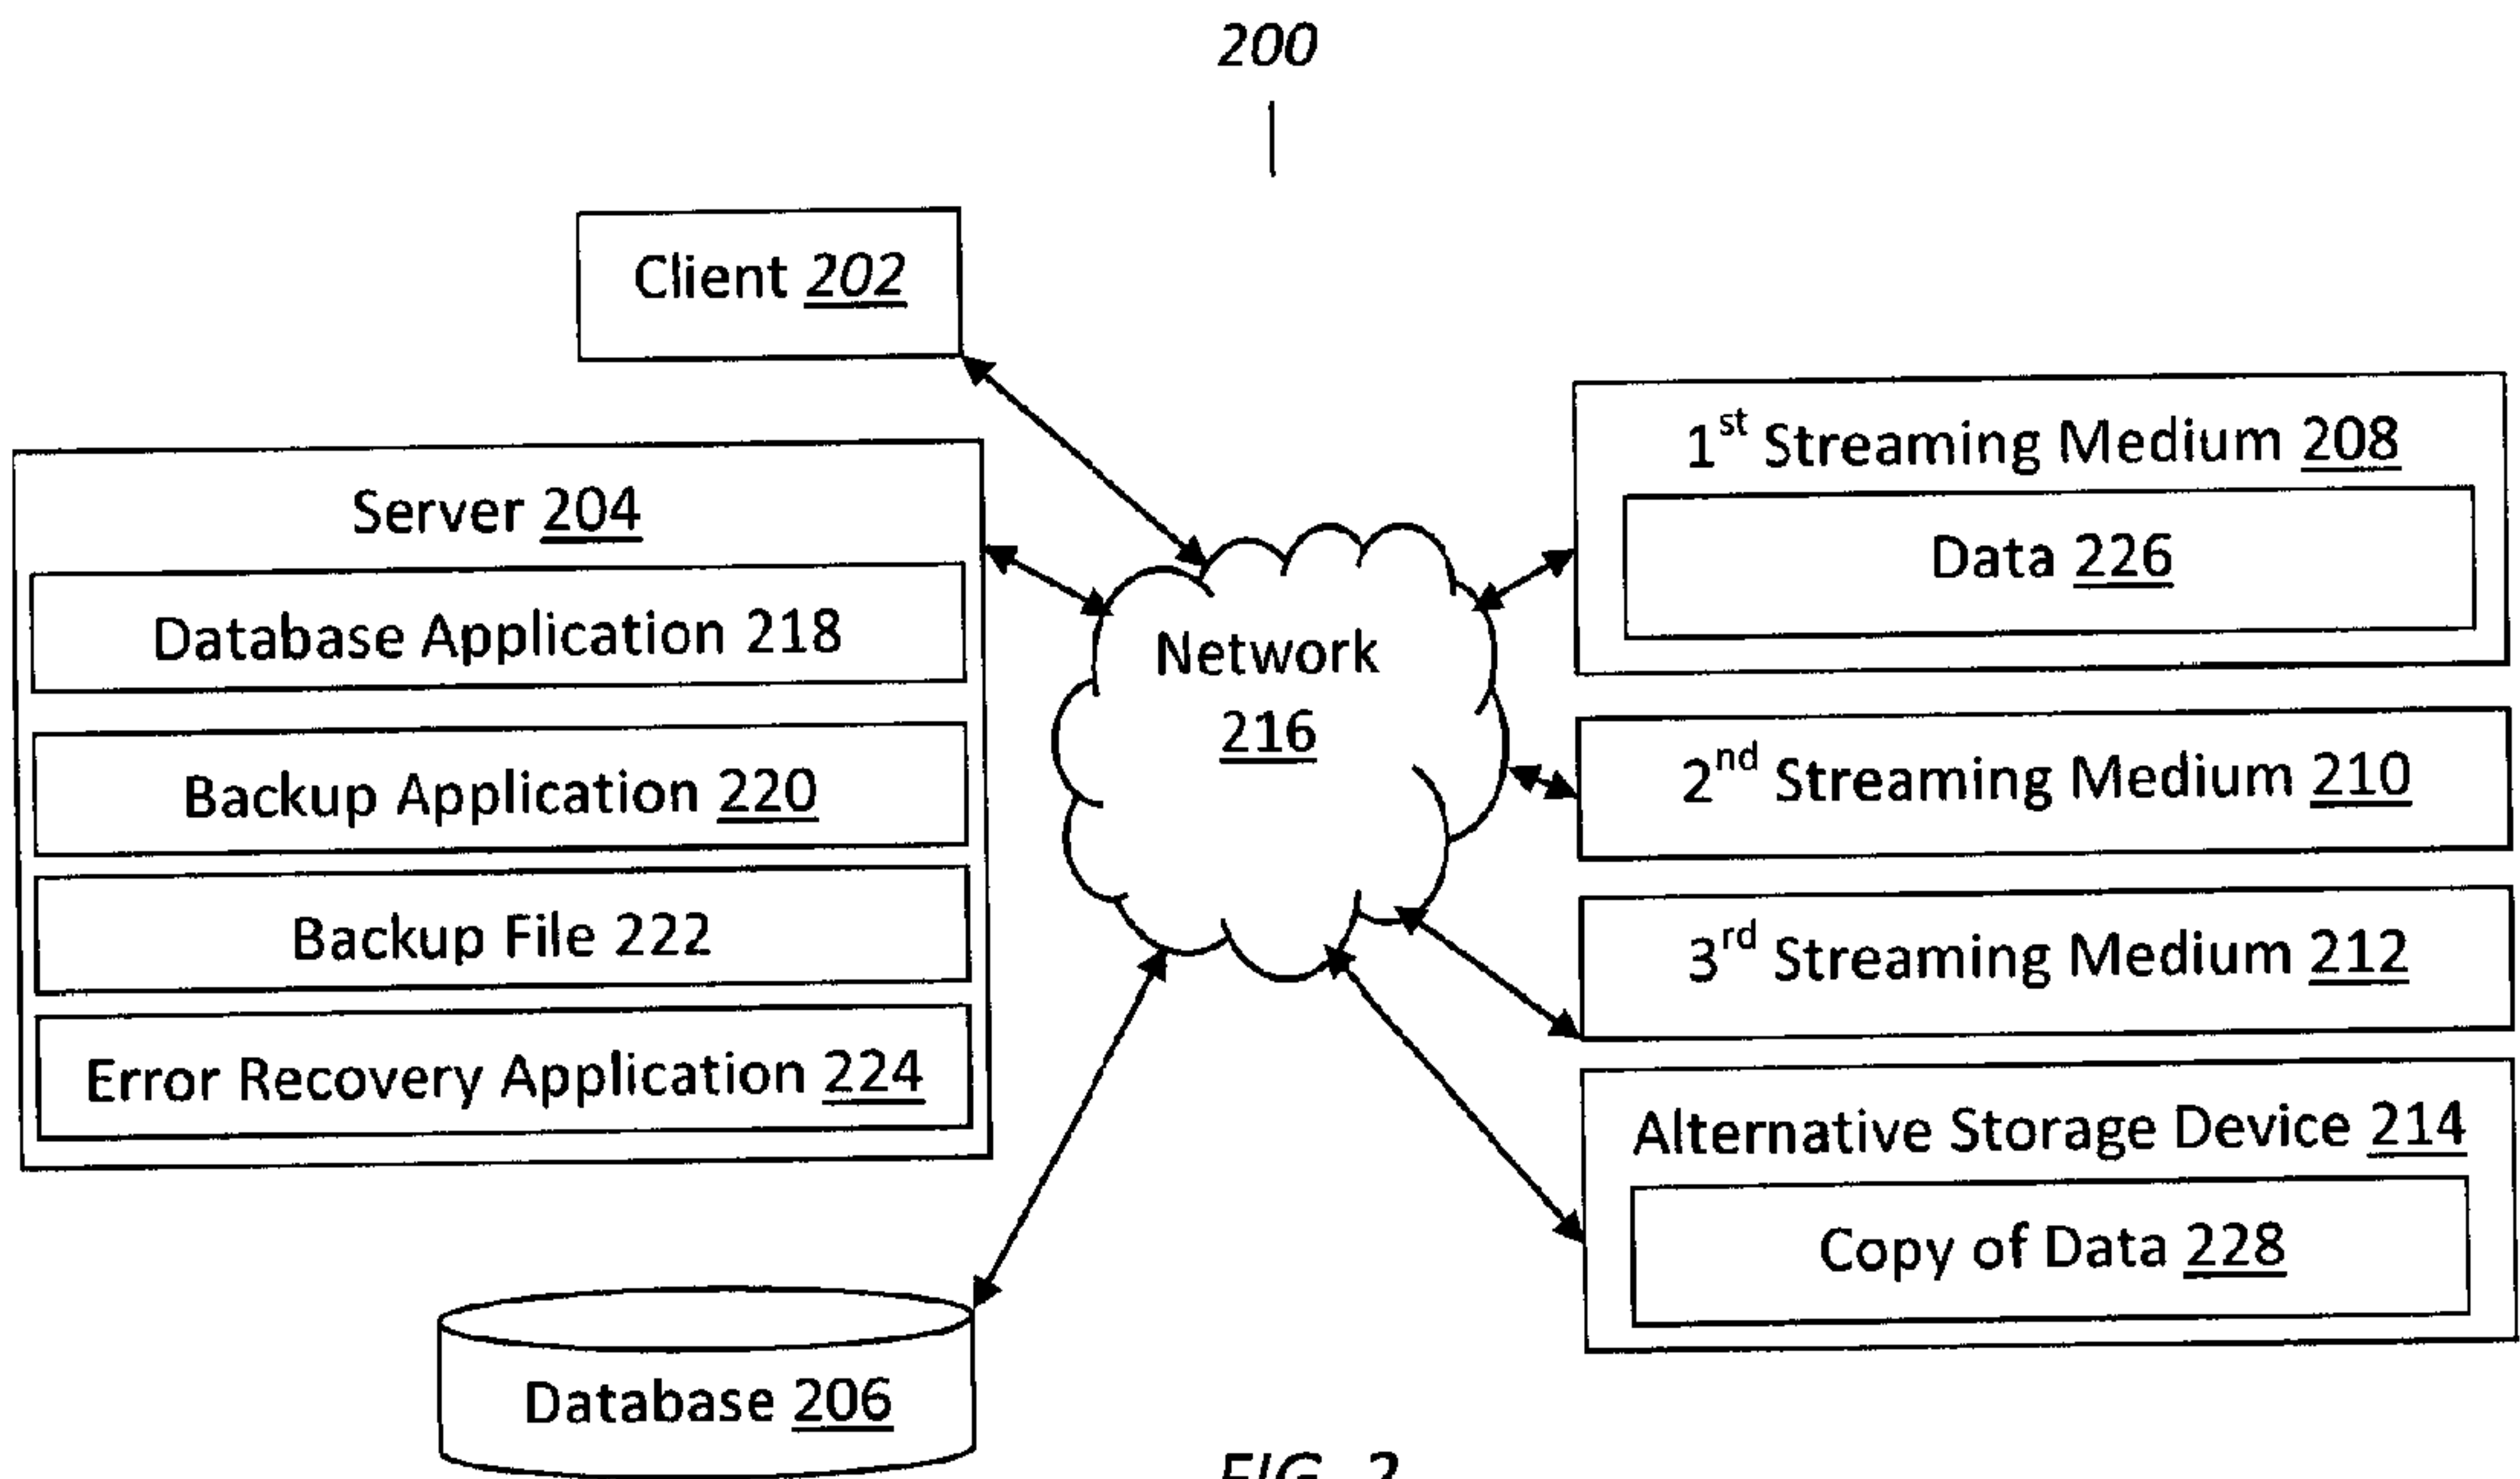 200
Client 202
Server 204
Database Application 218
Backup Application 220
Backup File 222
Error Recovery Application 224
Database 206
Network
216
1st Streaming Medium 208
Data 226
2nd Streaming Medium 210
3rd Streaming Medium 212
Alternative Storage Device 214
Copy of Data 228
FIG. 2